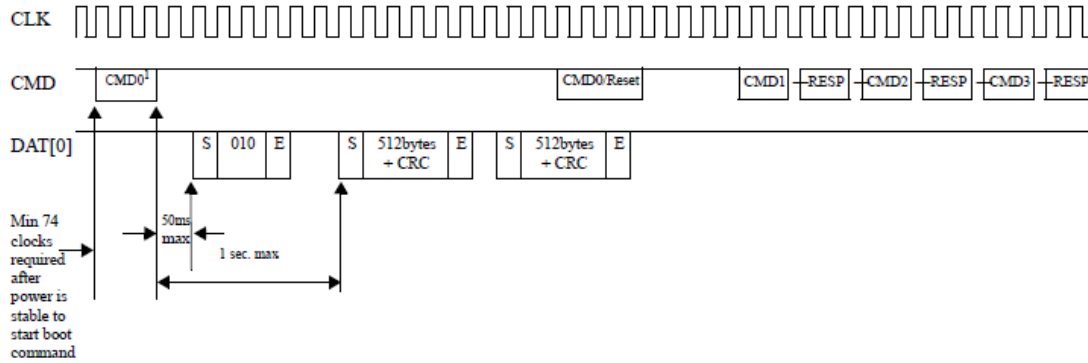 CLK
CMD
CMD0¹
CMD0/Reset
CMD1
RESP
CMD2
RESP
CMD3
RESP
DAT[0]
S
010
E
S
512bytes
+ CRC
E
S
512bytes
+ CRC
E
Min 74
clocks
required
after
power is
stable to
start boot
command
50ms
max
1 sec. max